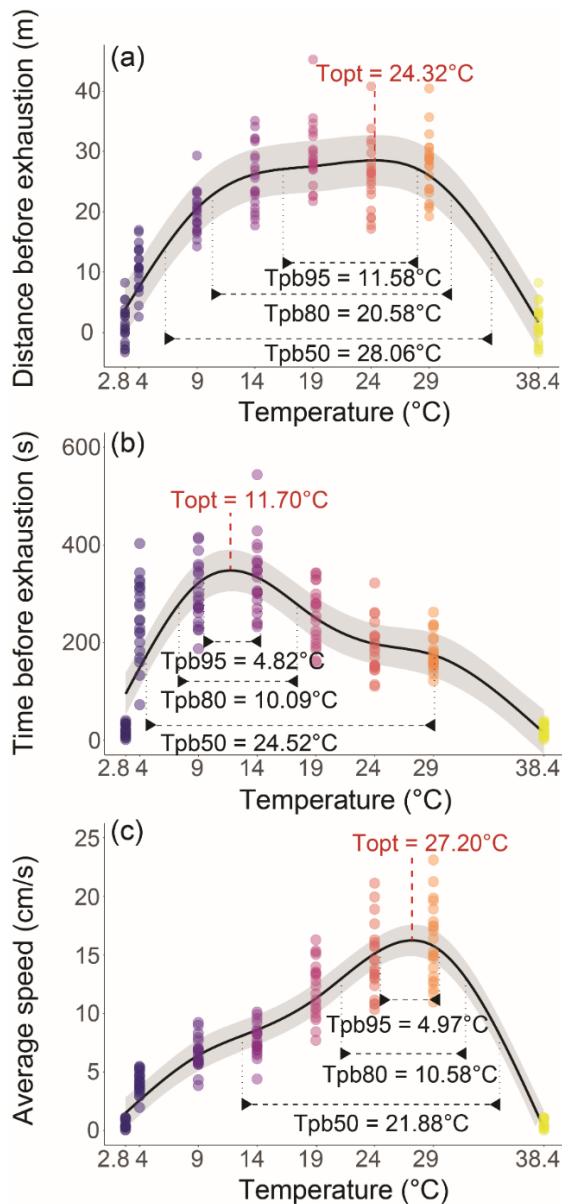 (a)
Distance before exhaustion (m)
Topt = 24.32°C
40
30
20
10
0
Tpb95 = 11.58°C
Tpb80 = 20.58°C
Tpb50 = 28.06°C
2.8 4 9 14 19 24 29 38.4
Temperature (°C)
(b)
Time before exhaustion (s)
Topt = 11.70°C
600
400
200
0
Tpb95 = 4.82°C
Tpb80 = 10.09°C
Tpb50 = 24.52°C
2.8 4 9 14 19 24 29 38.4
Temperature (°C)
(c)
Average speed (cm/s)
Topt = 27.20°C
25
20
15
10
5
0
Tpb95 = 4.97°C
Tpb80 = 10.58°C
Tpb50 = 21.88°C
2.8 4 9 14 19 24 29 38.4
Temperature (°C)